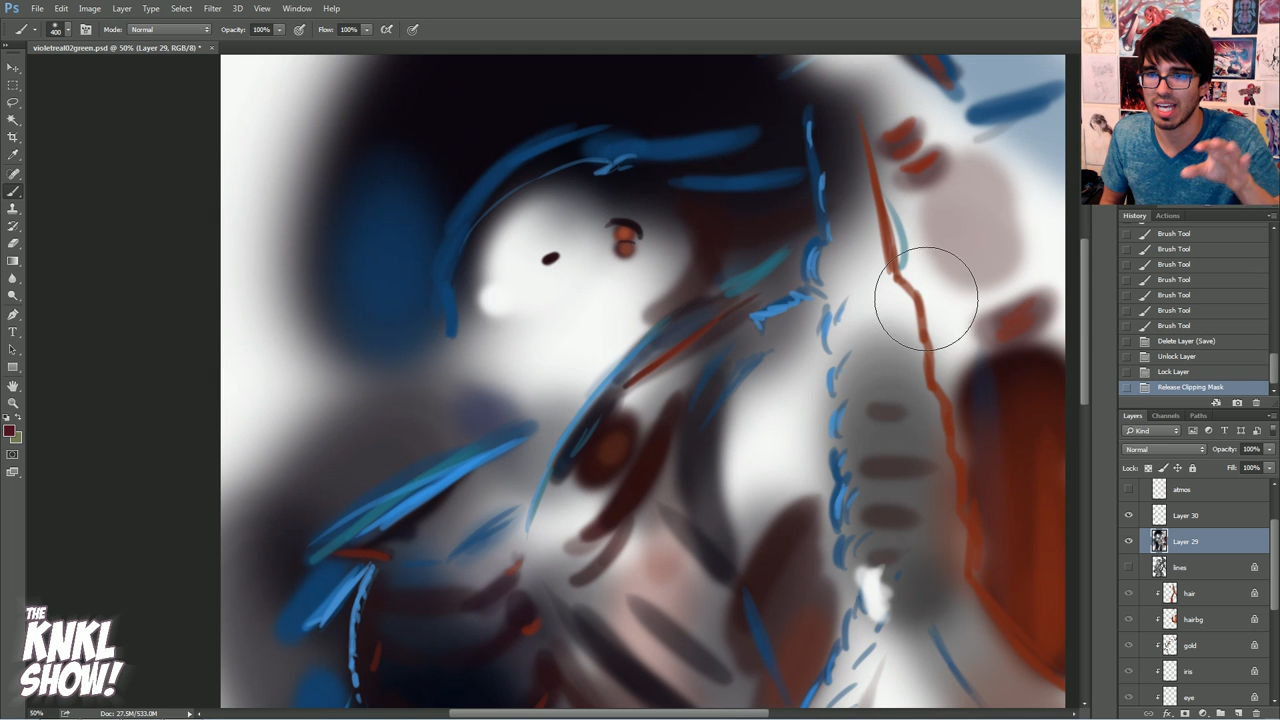 File Edit Image Layer Type Select Filter 3D View Window Help
400 Mode: Normal Opacity: 100% Flow: 100%
violetreal02green.psd @ 50% (Layer 29, RGB/8) *
History Actions
Brush Tool
Brush Tool
Brush Tool
Brush Tool
Brush Tool
Brush Tool
Brush Tool
Delete Layer (Save)
Unlock Layer
Lock Layer
Release Clipping Mask
Layers Channels Paths
Kind
Normal Opacity: 100%
Lock: Fill: 100%
atmos
Layer 30
Layer 29
lines
hair
hairbg
gold
iris
eye
THE
KNKL
SHOW!
50% Doc: 27.5M/533.0M